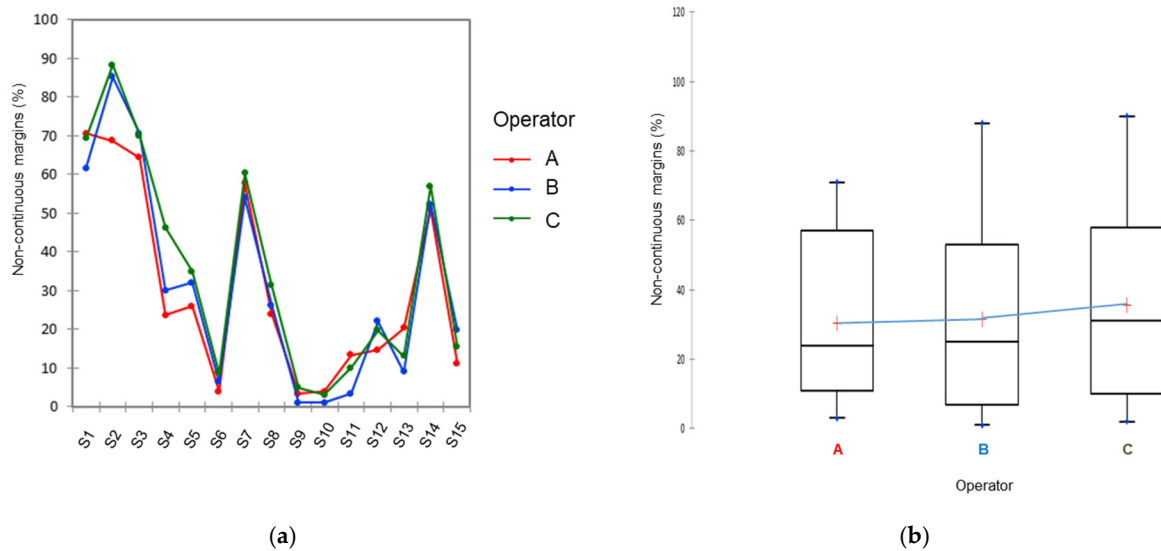 100
90
80
70
60
50
40
30
20
10
0
Non-continuous margins (%)
S1 S2 S3 S4 S5 S6 S7 S8 S9 S10 S11 S12 S13 S14 S15
Operator
A
B
C
(a)
120
100
80
60
40
20
0
Non-continuous margins (%)
A B C
Operator
(b)